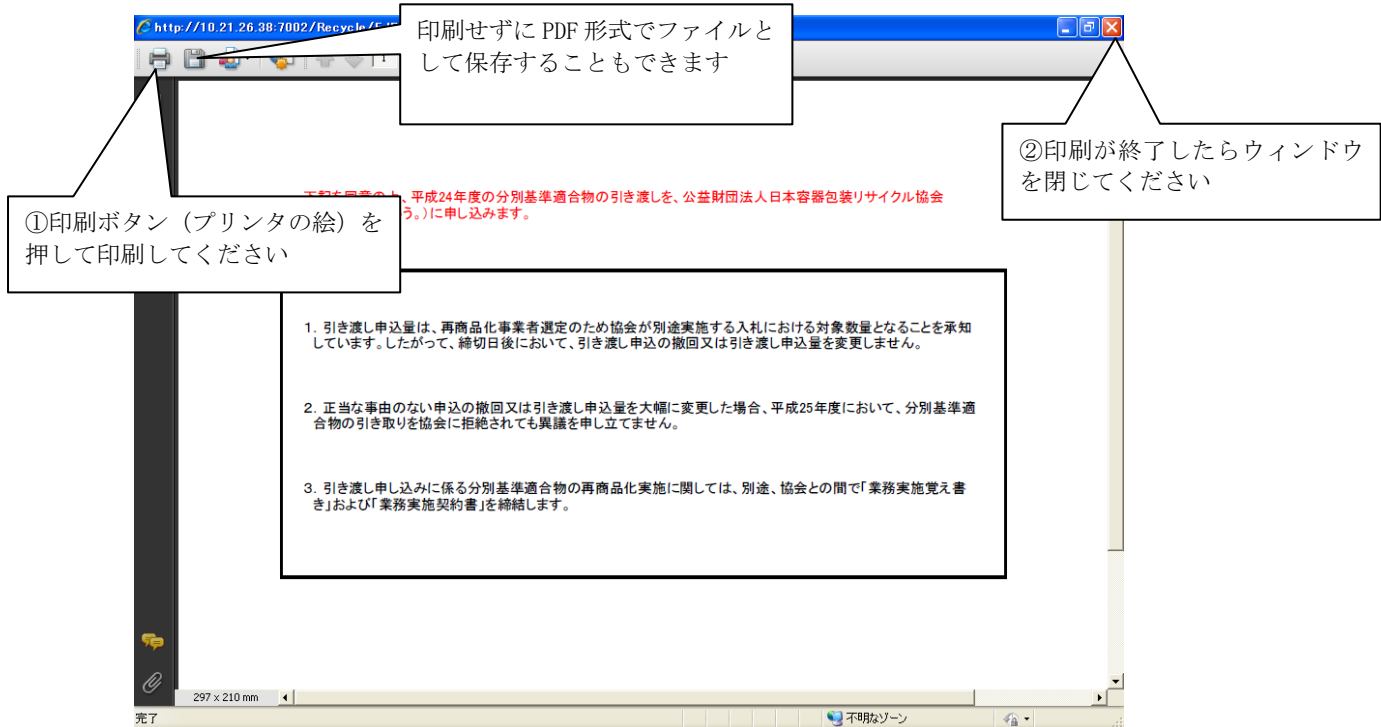 http://10.21.26.38:7002/Recycle/
印刷せずに PDF 形式でファイルと
して保存することもできます
①印刷ボタン（プリンタの絵）を
押して印刷してください
②印刷が終了したらウィンドウ
を閉じてください
下記を同意の上、平成24年度の分別基準適合物の引き渡しを、公益財団法人日本容器包装リサイクル協会
う。）に申し込みます。
1．引き渡し申込量は、再商品化事業者選定のため協会が別途実施する入札における対象数量となることを承知
しています。したがって、締切日後において、引き渡し申込の撤回又は引き渡し申込量を変更しません。
2．正当な事由のない申込の撤回又は引き渡し申込量を大幅に変更した場合、平成25年度において、分別基準適
合物の引き取りを協会に拒絶されても異議を申し立てません。
3．引き渡し申し込みに係る分別基準適合物の再商品化実施に関しては、別途、協会との間で「業務実施覚え書
き」および「業務実施契約書」を締結します。
297 x 210 mm
完了
不明なゾーン